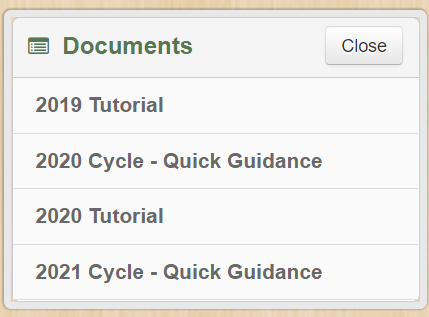 Documents
Close
2019 Tutorial
2020 Cycle - Quick Guidance
2020 Tutorial
2021 Cycle - Quick Guidance